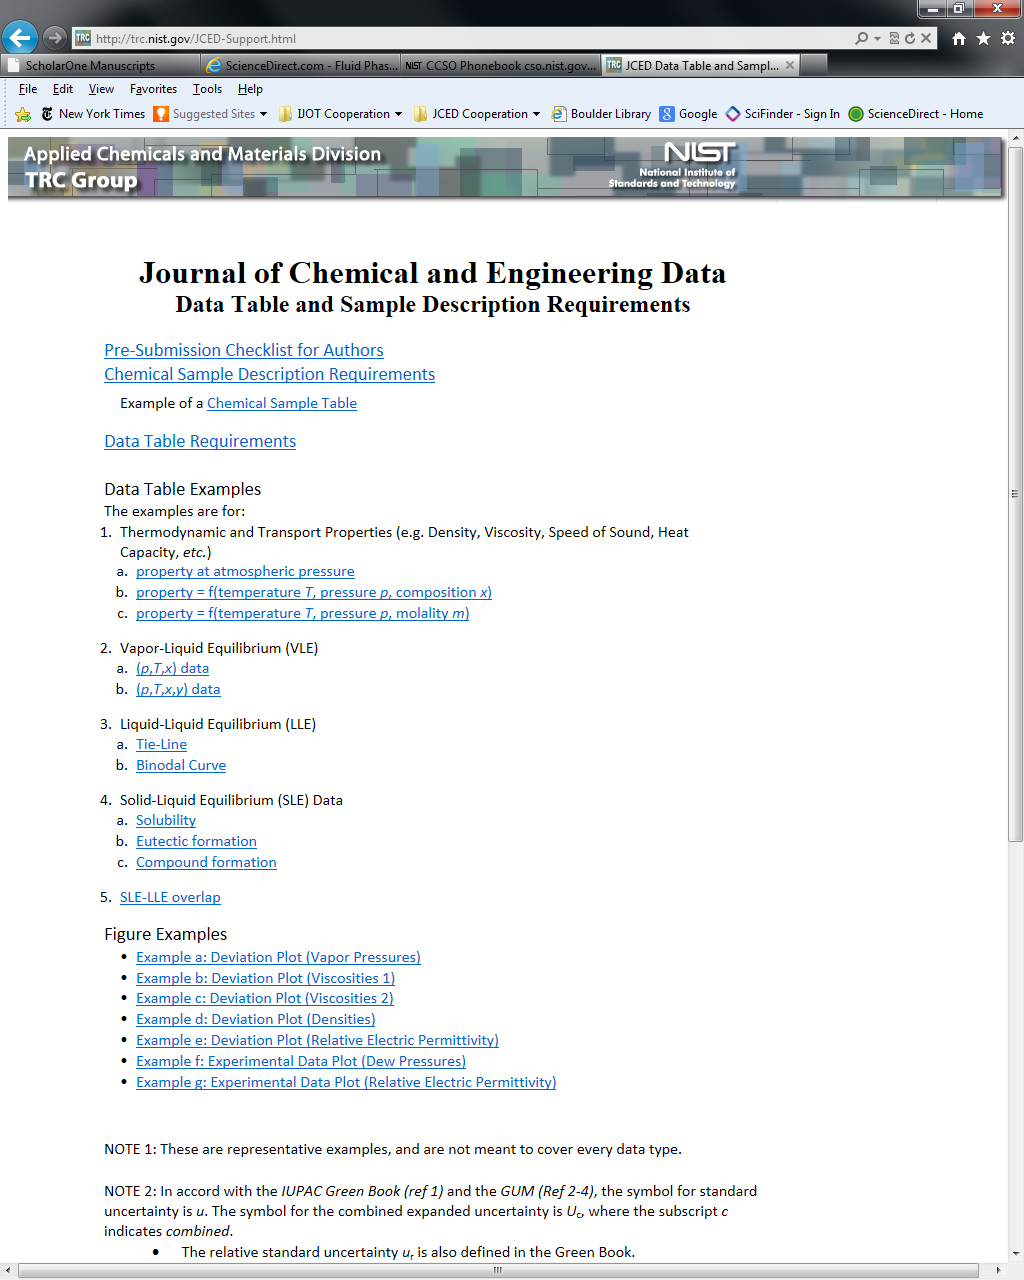 http://trc.nist.gov/JCED-Support.html
ScholarOne Manuscripts
ScienceDirect.com - Fluid Phas...
NIST CCSO Phonebook cso.nist.gov...
TRC JCED Data Table and Sampl...
File Edit View Favorites Tools Help
New York Times Suggested Sites IJOT Cooperation JCED Cooperation Boulder Library Google SciFinder - Sign In ScienceDirect - Home
Applied Chemicals and Materials Division
TRC Group
NIST
National Institute of
Standards and Technology
Journal of Chemical and Engineering Data
Data Table and Sample Description Requirements
Pre-Submission Checklist for Authors
Chemical Sample Description Requirements
Example of a Chemical Sample Table
Data Table Requirements
Data Table Examples
The examples are for:
1. Thermodynamic and Transport Properties (e.g. Density, Viscosity, Speed of Sound, Heat
Capacity, etc.)
a. property at atmospheric pressure
b. property = f(temperature T, pressure p, composition x)
c. property = f(temperature T, pressure p, molality m)
2. Vapor-Liquid Equilibrium (VLE)
a. (p,T,x) data
b. (p,T,x,y) data
3. Liquid-Liquid Equilibrium (LLE)
a. Tie-Line
b. Binodal Curve
4. Solid-Liquid Equilibrium (SLE) Data
a. Solubility
b. Eutectic formation
c. Compound formation
5. SLE-LLE overlap
Figure Examples
• Example a: Deviation Plot (Vapor Pressures)
• Example b: Deviation Plot (Viscosities 1)
• Example c: Deviation Plot (Viscosities 2)
• Example d: Deviation Plot (Densities)
• Example e: Deviation Plot (Relative Electric Permittivity)
• Example f: Experimental Data Plot (Dew Pressures)
• Example g: Experimental Data Plot (Relative Electric Permittivity)
NOTE 1: These are representative examples, and are not meant to cover every data type.
NOTE 2: In accord with the IUPAC Green Book (ref 1) and the GUM (Ref 2-4), the symbol for standard
uncertainty is u. The symbol for the combined expanded uncertainty is Uc, where the subscript c
indicates combined.
• The relative standard uncertainty ur is also defined in the Green Book.